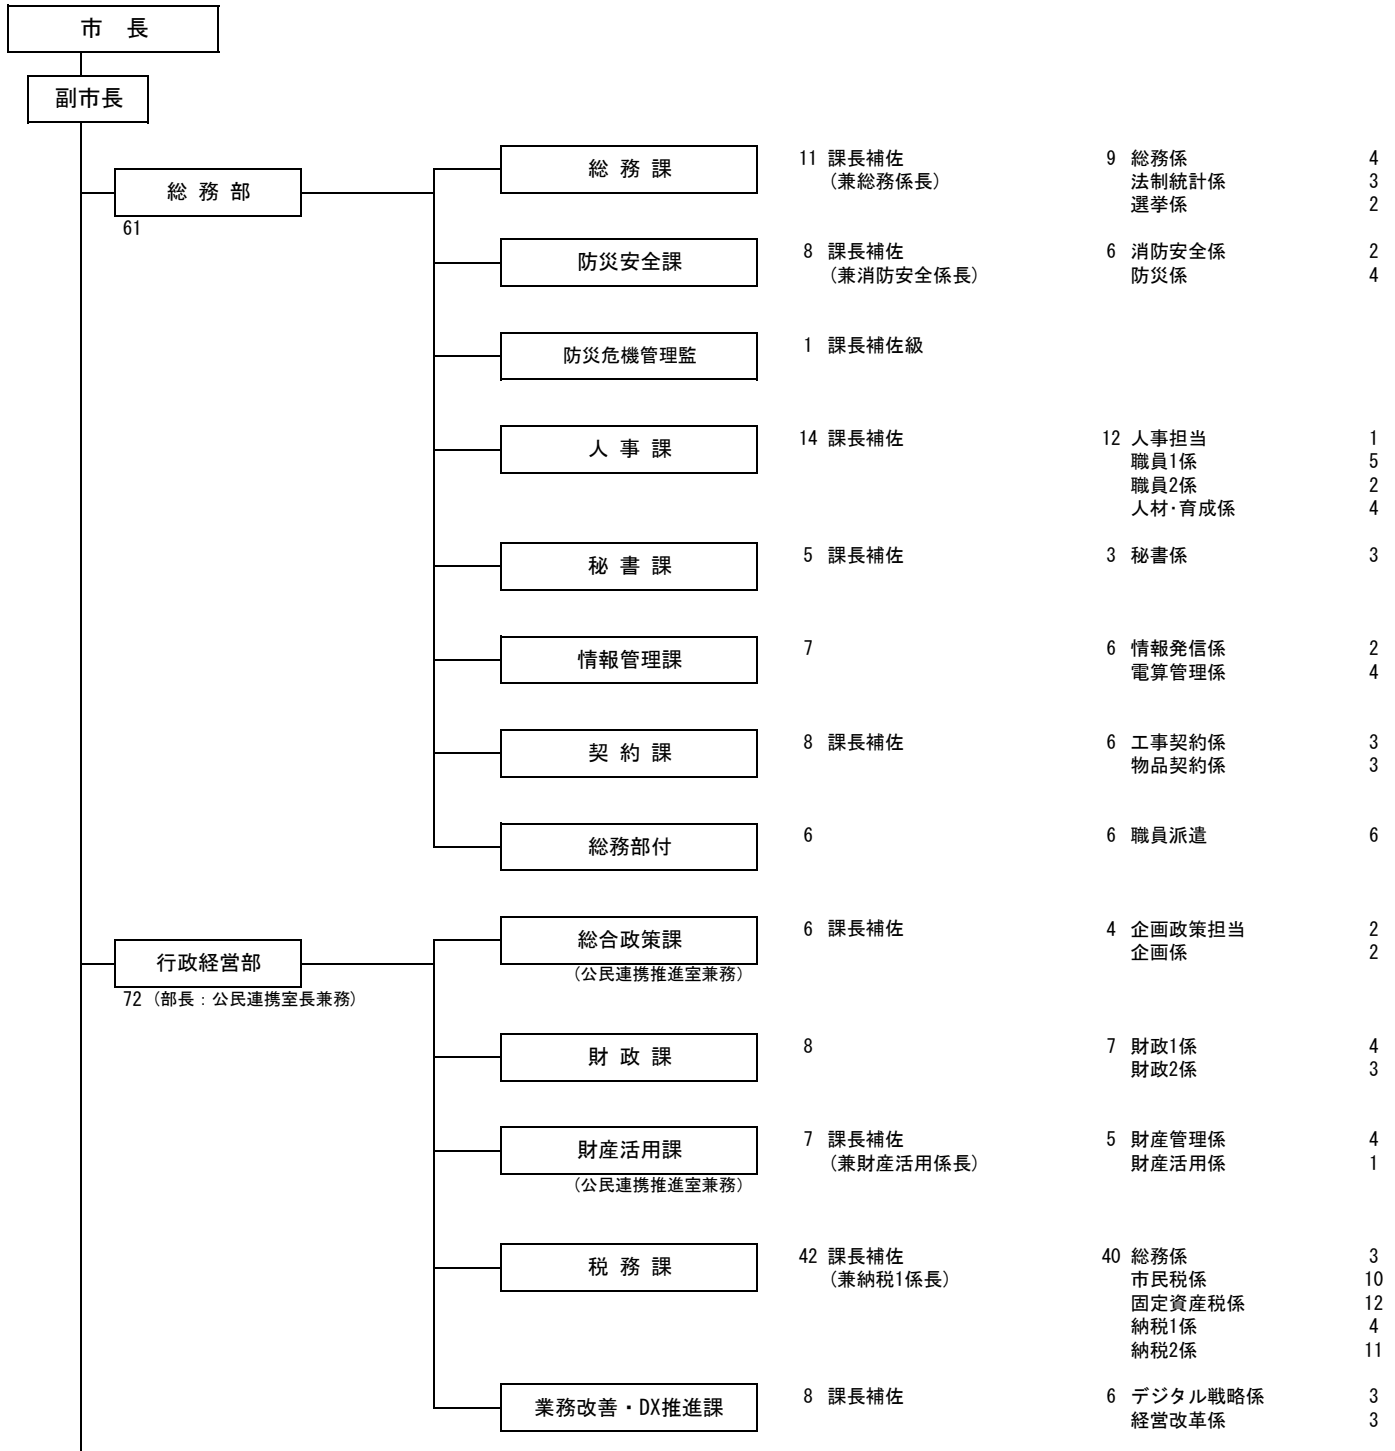 市　長
副市長
総 務 課 11 課長補佐 9 総務係 4
(兼総務係長) 法制統計係 3
総 務 部
選挙係 2
61
防災安全課 8 課長補佐 6 消防安全係 2
(兼消防安全係長) 防災係 4
防災危機管理監 1 課長補佐級
人 事 課 14 課長補佐 12 人事担当 1
職員1係 5
職員2係 2
人材･育成係 4
秘 書 課 5 課長補佐 3 秘書係 3
情報管理課 7 6 情報発信係 2
電算管理係 4
契 約 課 8 課長補佐 6 工事契約係 3
物品契約係 3
総務部付 6 6 職員派遣 6
総合政策課 6 課長補佐 4 企画政策担当 2
企画係 2
行政経営部
(公民連携推進室兼務)
72 (部長：公民連携室長兼務)
財 政 課 8 7 財政1係 4
財政2係 3
財産活用課 7 課長補佐 5 財産管理係 4
(兼財産活用係長) 財産活用係 1
(公民連携推進室兼務)
税 務 課 42 課長補佐 40 総務係 3
(兼納税1係長) 市民税係 10
固定資産税係 12
納税1係 4
納税2係 11
業務改善・DX推進課 8 課長補佐 6 デジタル戦略係 3
経営改革係 3